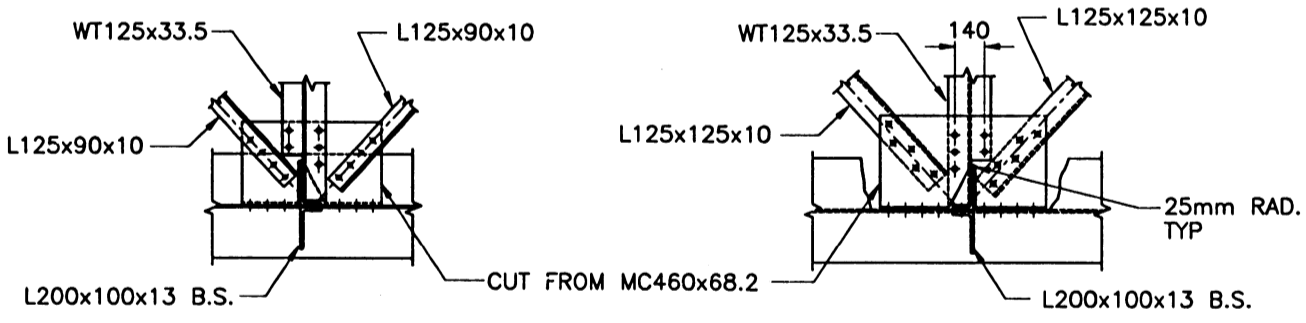 WT125x33.5
L125x90x10
L125x90x10
L200x100x13 B.S.
CUT FROM MC460x68.2
WT125x33.5
140
L125x125x10
L125x125x10
25mm RAD.
TYP
L200x100x13 B.S.